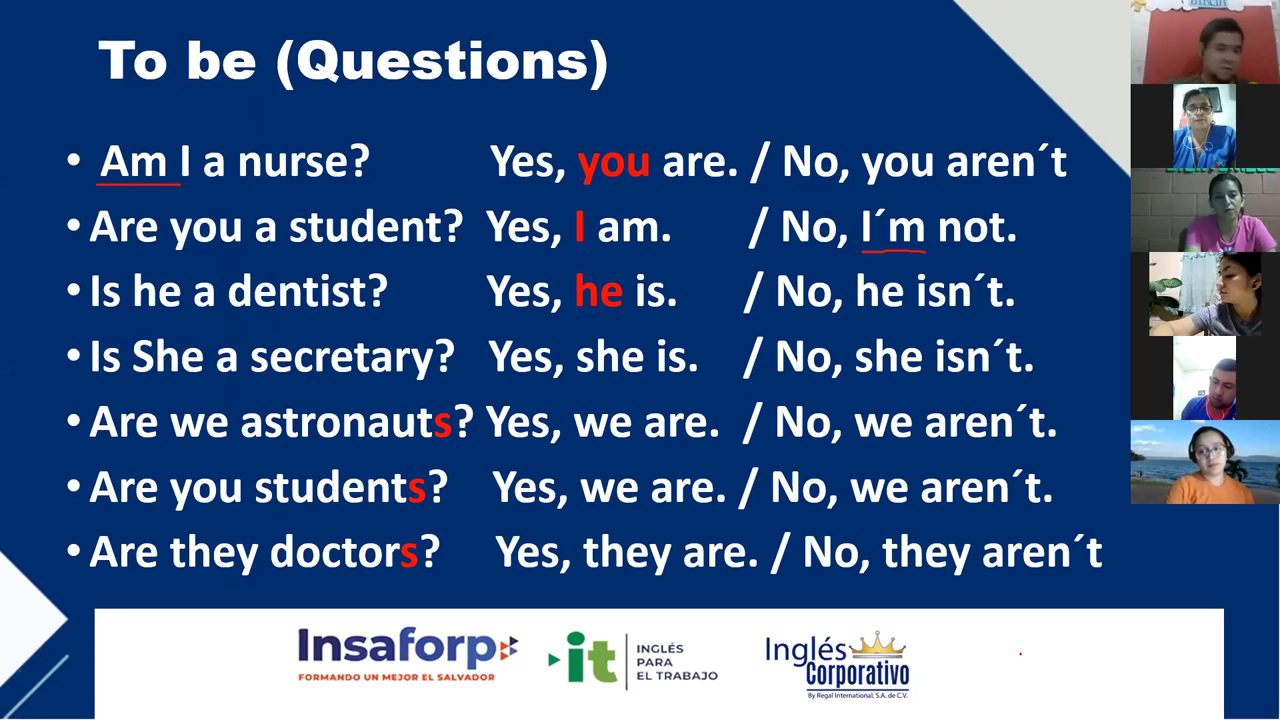 To be (Questions)
• Am I a nurse? Yes, you are. / No, you aren´t
• Are you a student? Yes, I am. / No, I´m not.
• Is he a dentist? Yes, he is. / No, he isn´t.
• Is She a secretary? Yes, she is. / No, she isn´t.
• Are we astronauts? Yes, we are. / No, we aren´t.
• Are you students? Yes, we are. / No, we aren´t.
• Are they doctors? Yes, they are. / No, they aren´t
Insaforp
FORMANDO UN MEJOR EL SALVADOR
it
INGLÉS
PARA
EL TRABAJO
Inglés
Corporativo
By Regal International, S.A. de C.V.